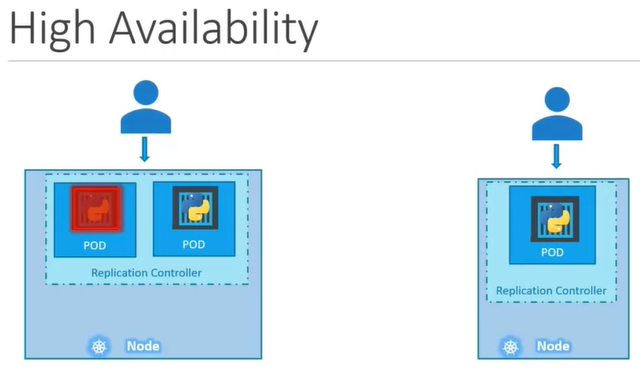 High Availability
POD
POD
Replication Controller
Node
POD
Replication Controller
Node